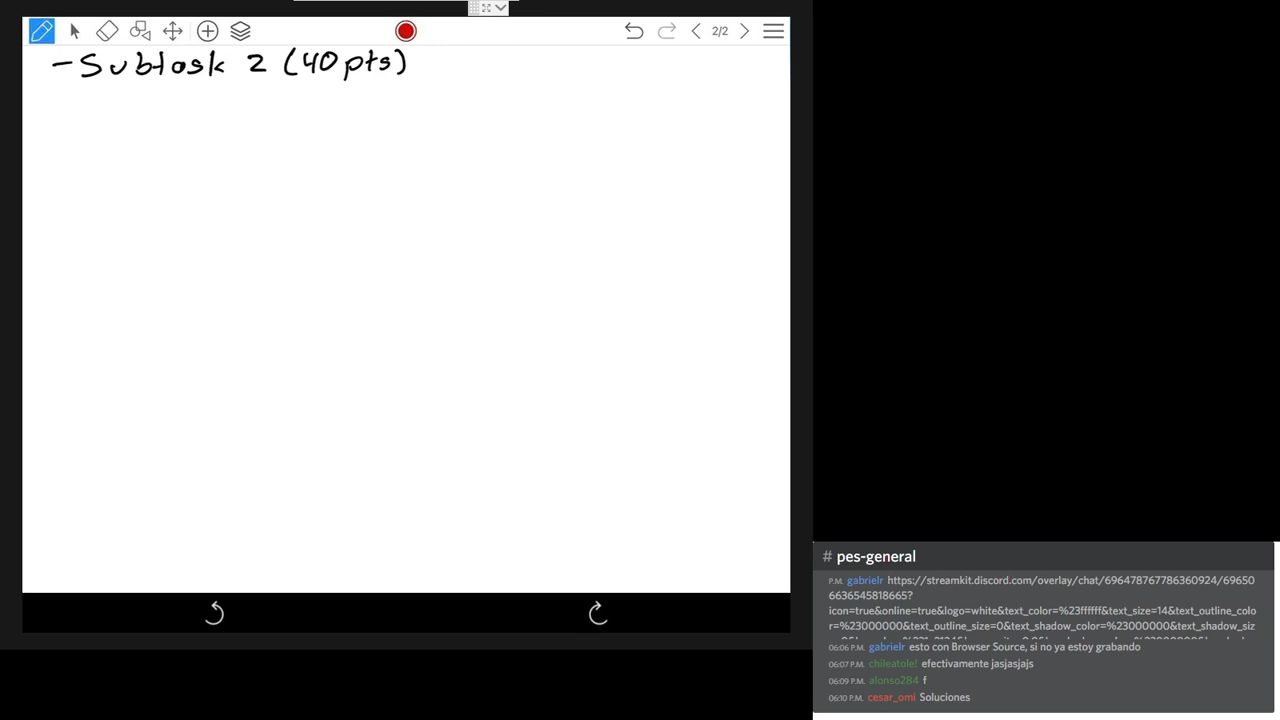 2/2
-Subtask 2 (40pts)
# pes-general
P.M. gabrielr https://streamkit.discord.com/overlay/chat/696478767786360924/69650
6636545818665?
icon=true&online=true&logo=white&text_color=%23ffffff&text_size=14&text_outline_colo
r=%23000000&text_outline_size=0&text_shadow_color=%23000000&text_shadow_siz
06:06 P.M. gabrielr esto con Browser Source, si no ya estoy grabando
06:07 P.M. chileatole! efectivamente jasjasjajs
06:09 P.M. alonso284 f
06:10 P.M. cesar_omi Soluciones